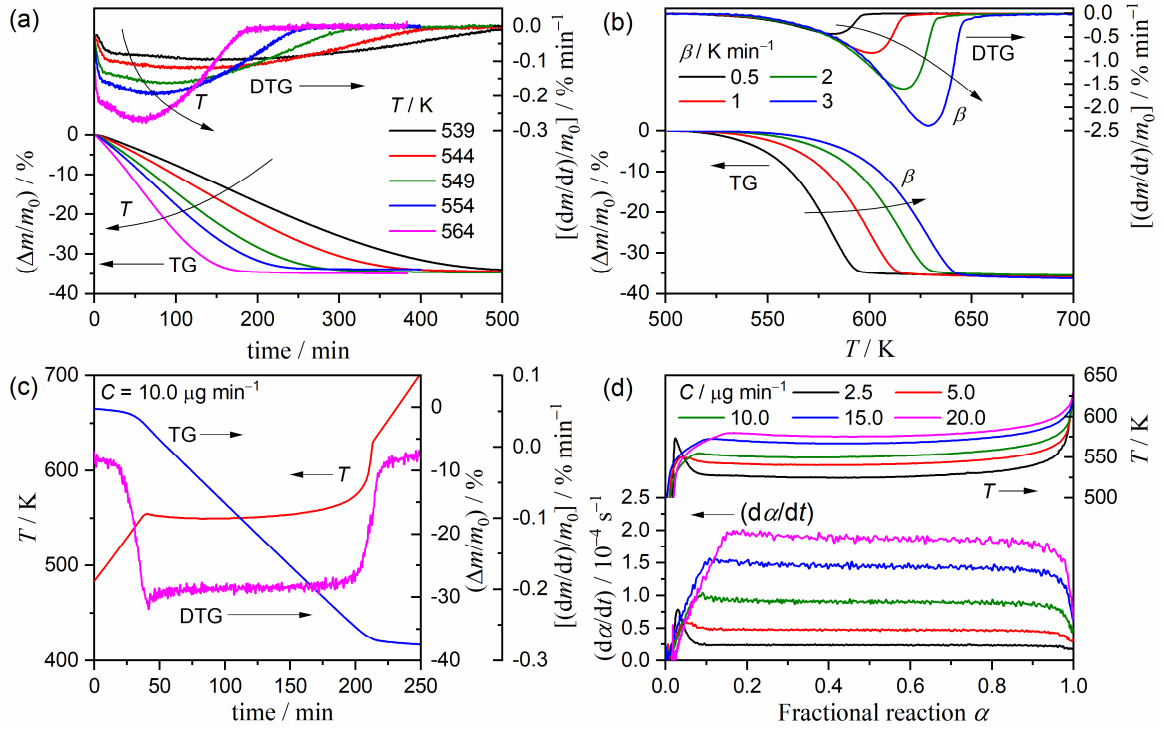 (a)
0.0
-0.1
-0.2
-0.3
[(dm/dt)/m₀] / % min⁻¹
DTG
T
T / K
539
544
549
554
564
0
-10
-20
-30
-40
(Δm/m₀) / %
T
TG
0 100 200 300 400 500
time / min
(b)
0.0
-0.5
-1.0
-1.5
-2.0
-2.5
[(dm/dt)/m₀] / % min⁻¹
β / K min⁻¹
0.5 2
1 3
DTG
β
0
-10
-20
-30
-40
(Δm/m₀) / %
TG
β
500 550 600 650 700
T / K
(c)
C = 10.0 µg min⁻¹
700
600
500
400
T / K
TG
T
DTG
0
-10
-20
-30
-40
(Δm/m₀) / %
0.1
0.0
-0.1
-0.2
-0.3
[(dm/dt)/m₀] / % min⁻¹
0 50 100 150 200 250
time / min
(d)
C / µg min⁻¹ 2.5 5.0
10.0 15.0 20.0
650
600
550
500
T / K
T
(dα/dt)
2.5
2.0
1.5
1.0
0.5
0.0
(dα/dt) / 10⁻⁴ s⁻¹
0.0 0.2 0.4 0.6 0.8 1.0
Fractional reaction α